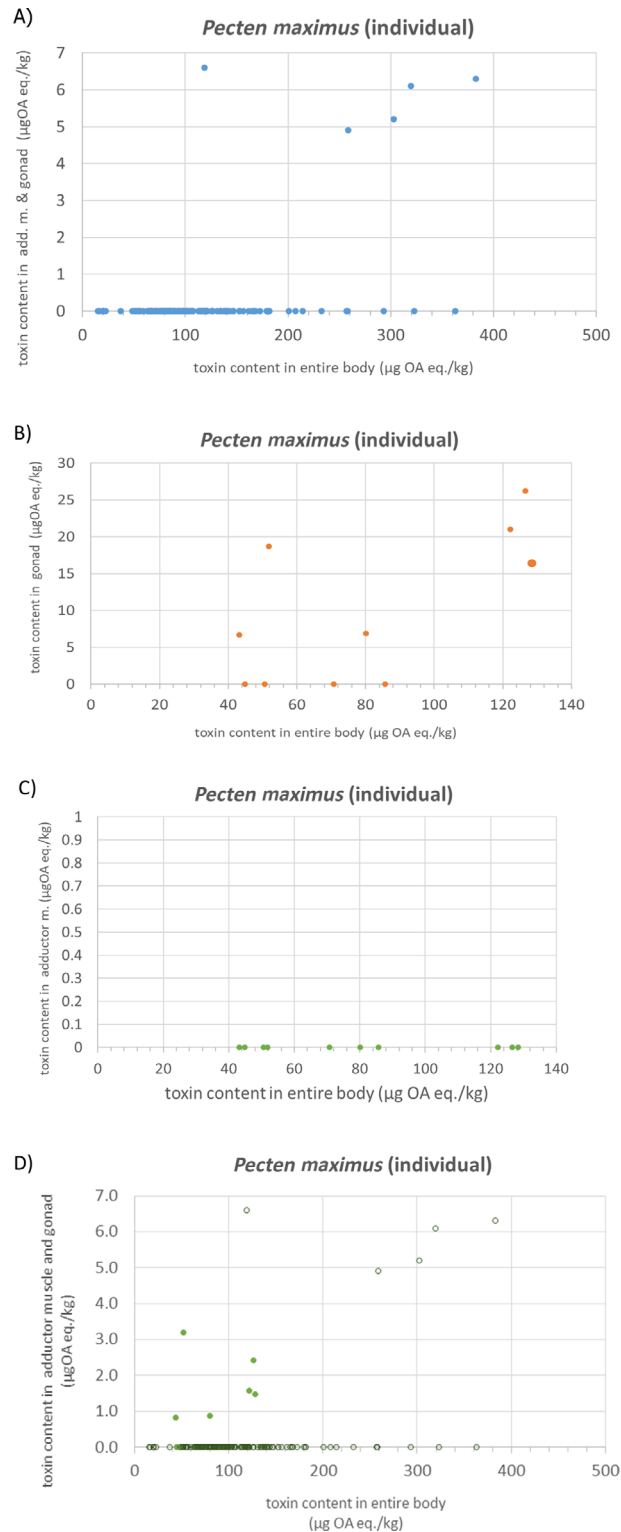 A)
Pecten maximus (individual)
toxin content in add. m. & gonad (µgOA eq./kg)
7
6
5
4
3
2
1
0
0 100 200 300 400 500
toxin content in entire body (µg OA eq./kg)
B)
Pecten maximus (individual)
toxin content in gonad (µgOA eq./kg)
30
25
20
15
10
5
0
0 20 40 60 80 100 120 140
toxin content in entire body (µg OA eq./kg)
C)
Pecten maximus (individual)
toxin content in adductor m. (µgOA eq./kg)
1
0.9
0.8
0.7
0.6
0.5
0.4
0.3
0.2
0.1
0
0 20 40 60 80 100 120 140
toxin content in entire body (µg OA eq./kg)
D)
Pecten maximus (individual)
toxin content in adductor muscle and gonad
(µgOA eq./kg)
7.0
6.0
5.0
4.0
3.0
2.0
1.0
0.0
0 100 200 300 400 500
toxin content in entire body
(µg OA eq./kg)